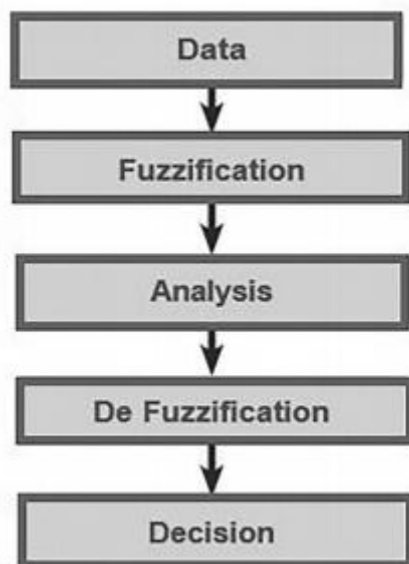 Data
Fuzzification
Analysis
De Fuzzification
Decision